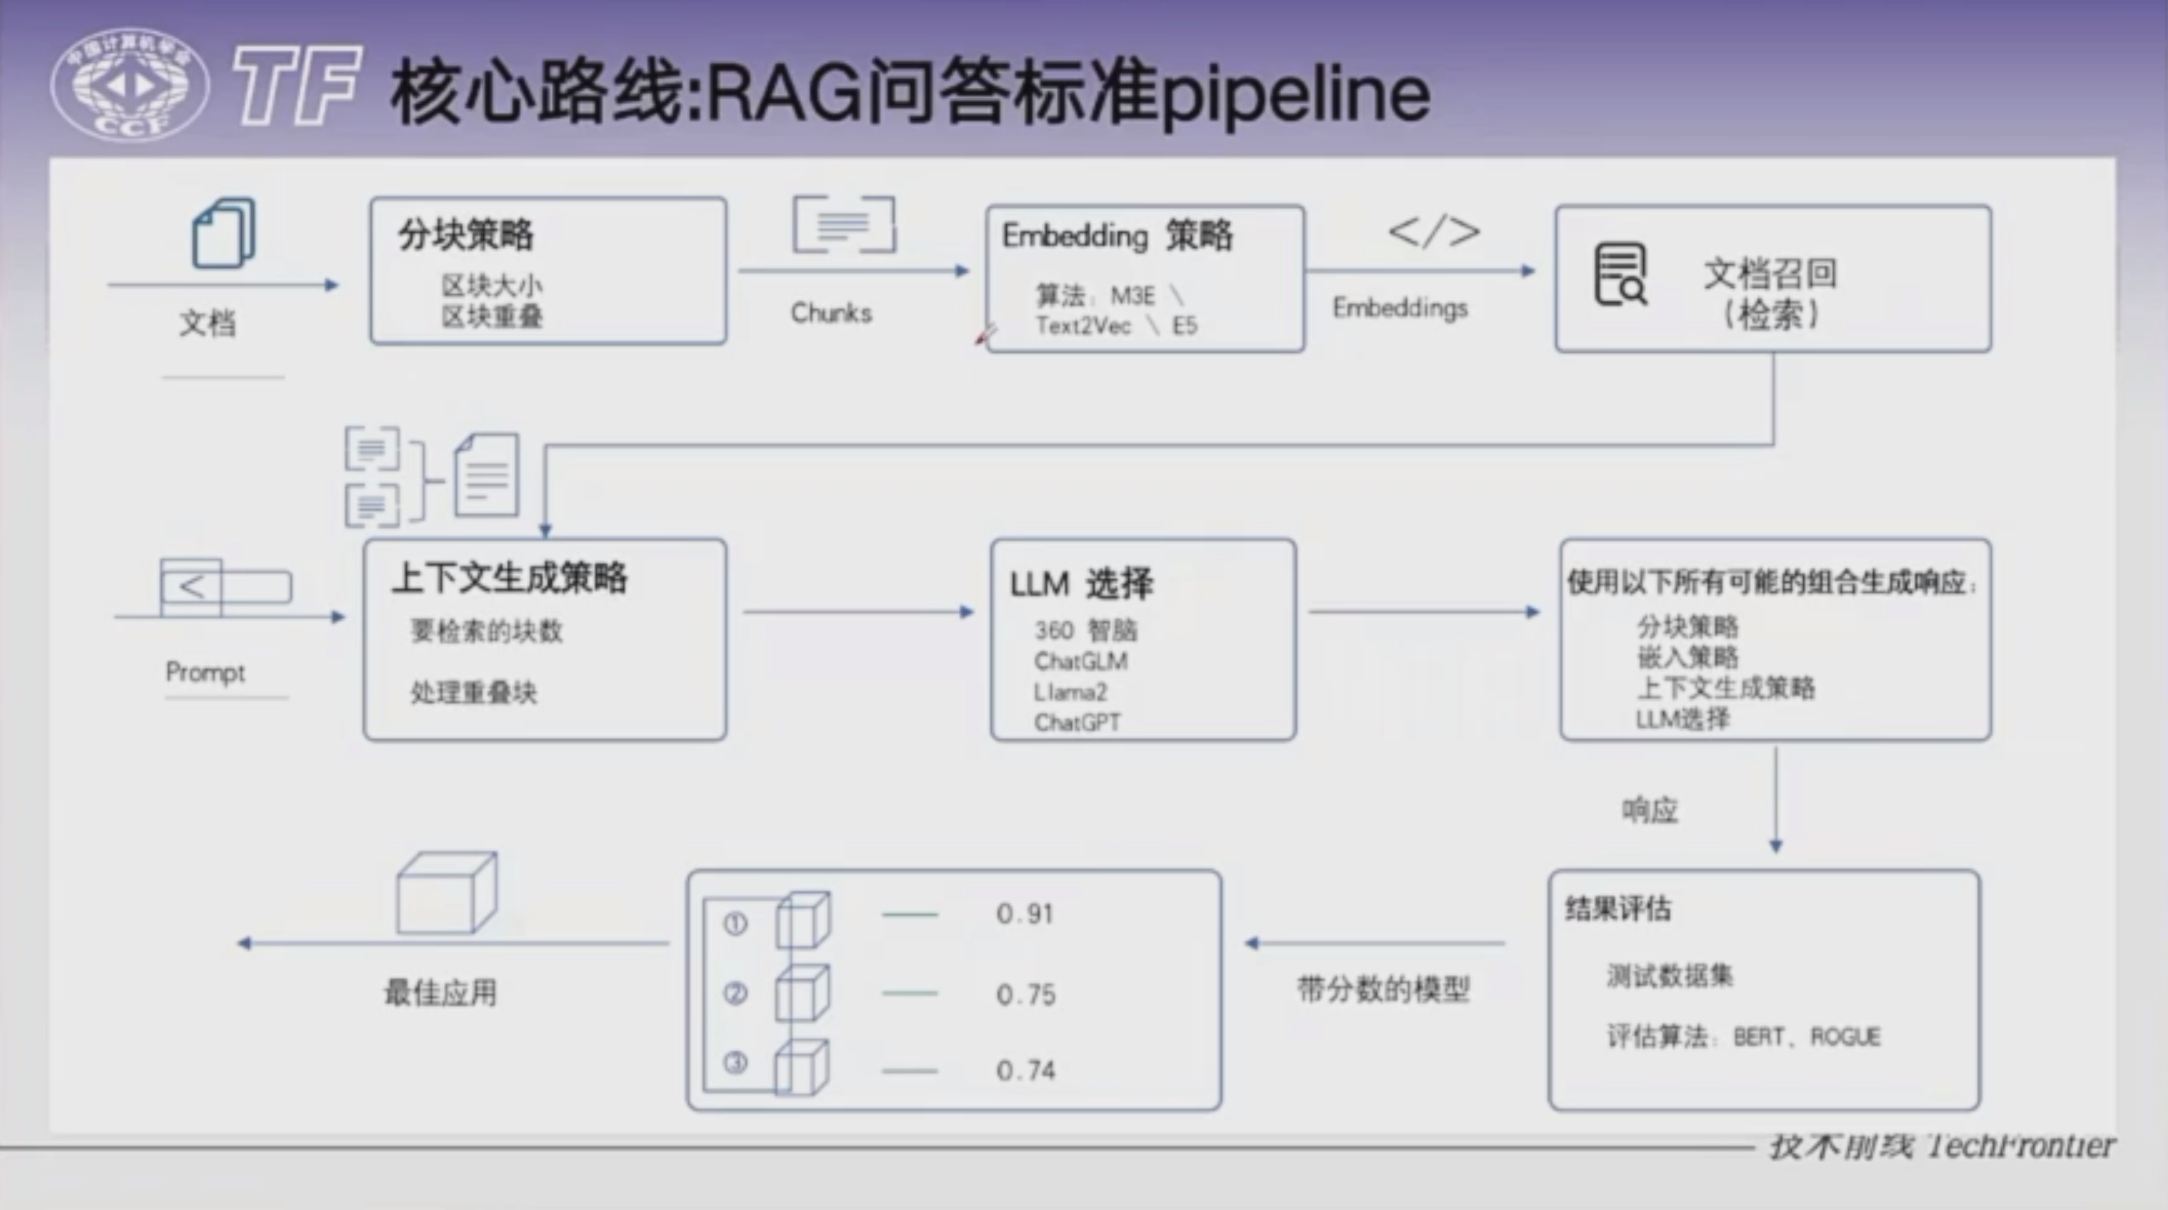 中国计算机学会
CCF
TF 核心路线:RAG问答标准pipeline
文档
分块策略
区块大小
区块重叠
Chunks
Embedding 策略
算法: M3E \
Text2Vec \ E5
</>
Embeddings
文档召回
(检索)
<
Prompt
上下文生成策略
要检索的块数
处理重叠块
LLM 选择
360 智脑
ChatGLM
Llama2
ChatGPT
使用以下所有可能的组合生成响应:
分块策略
嵌入策略
上下文生成策略
LLM选择
响应
结果评估
测试数据集
评估算法: BERT、ROGUE
带分数的模型
① 0.91
② 0.75
③ 0.74
最佳应用
技术前线 TechFrontier